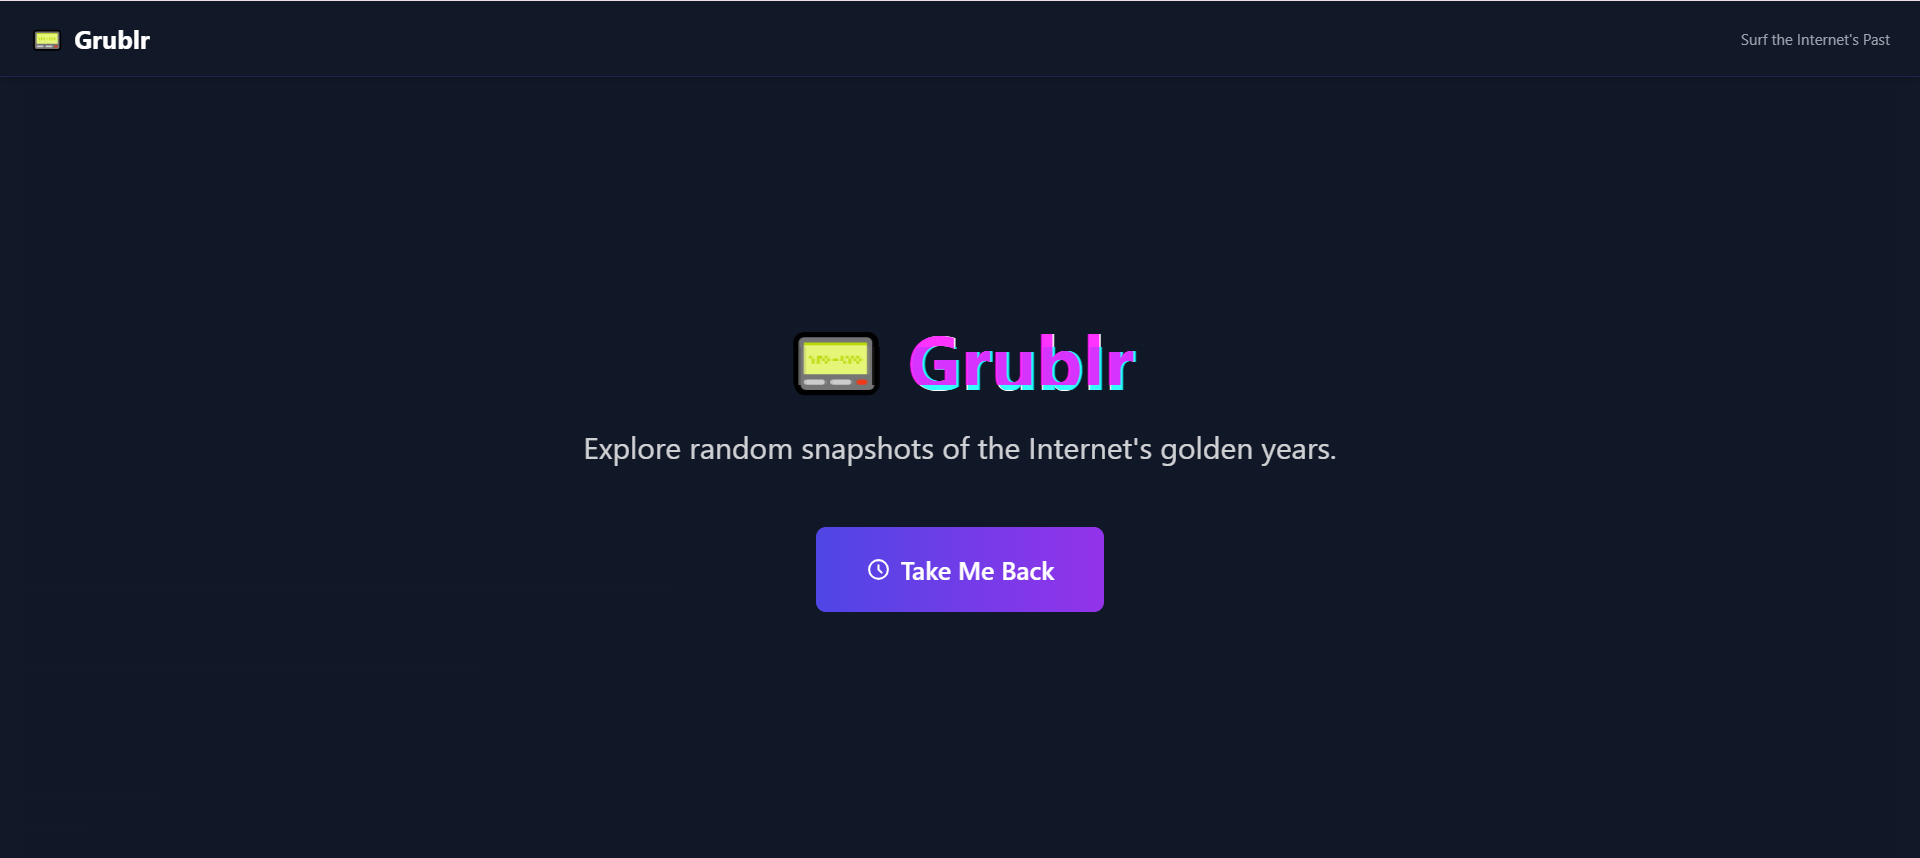 Grublr
Surf the Internet's Past
Grublr
Explore random snapshots of the Internet's golden years.
Take Me Back